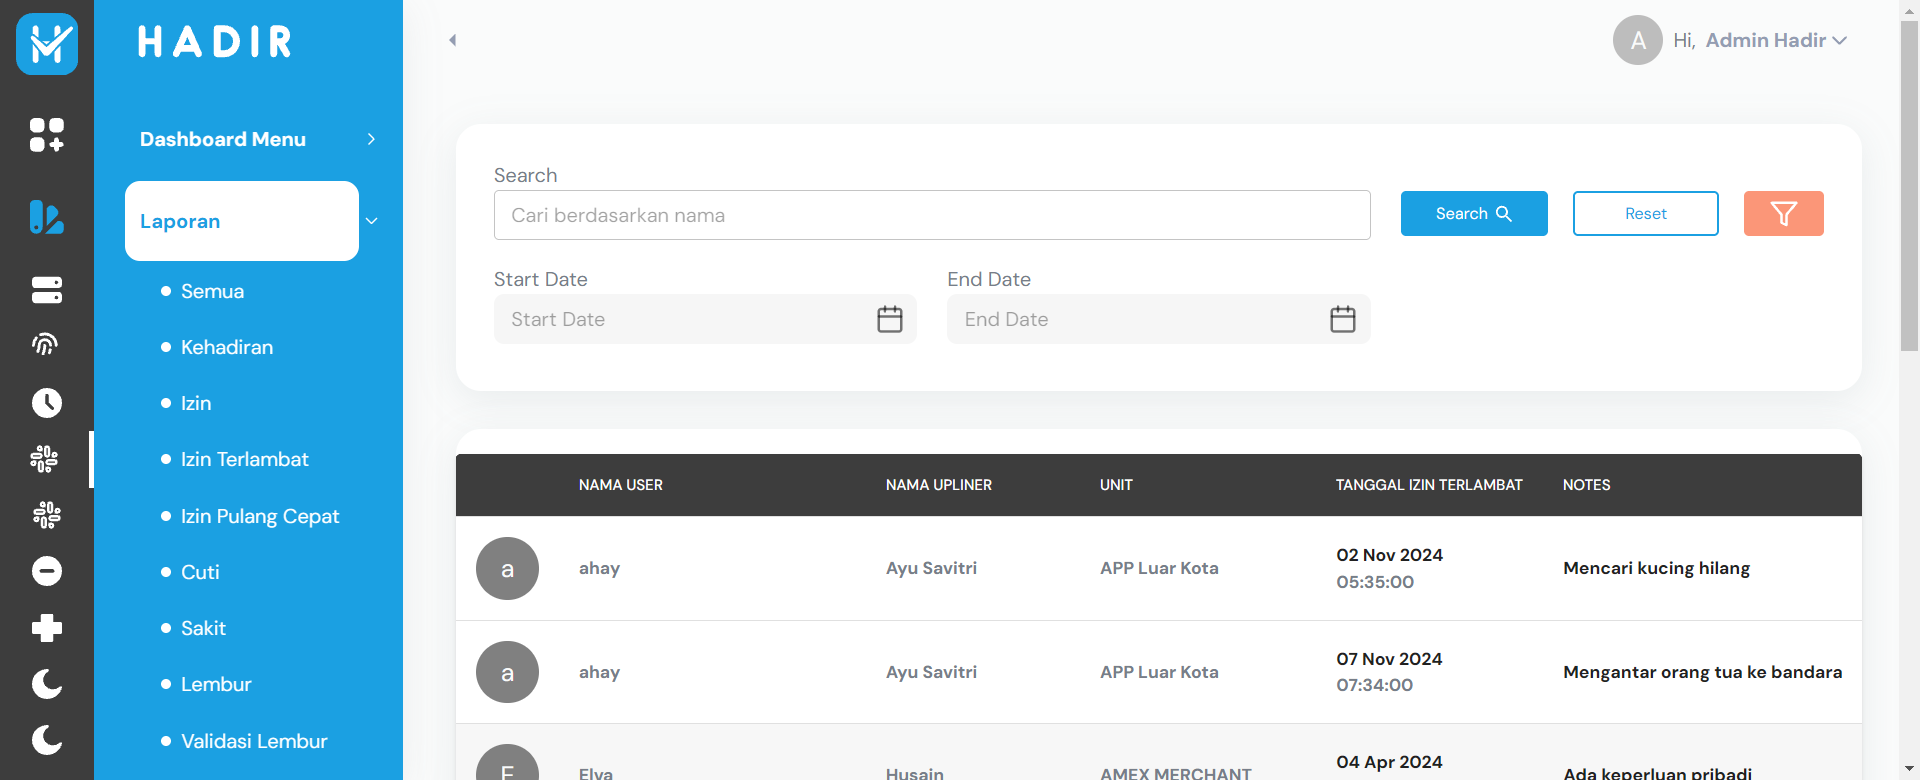 HADIR
Dashboard Menu
Laporan
Semua
Kehadiran
Izin
Izin Terlambat
Izin Pulang Cepat
Cuti
Sakit
Lembur
Validasi Lembur
A Hi, Admin Hadir
Search
Cari berdasarkan nama
Search
Reset
Start Date
End Date
Start Date
End Date
NAMA USER NAMA UPLINER UNIT TANGGAL IZIN TERLAMBAT NOTES
a ahay Ayu Savitri APP Luar Kota 02 Nov 2024 Mencari kucing hilang
05:35:00
a ahay Ayu Savitri APP Luar Kota 07 Nov 2024 Mengantar orang tua ke bandara
07:34:00
E Elva Husain AMEX MERCHANT 04 Apr 2024 Ada keperluan pribadi